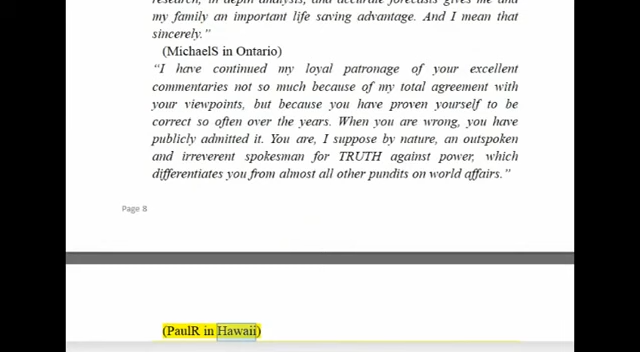 research, in depth analysis, and accurate forecasts gives me and
my family an important life saving advantage. And I mean that
sincerely.”
(MichaelS in Ontario)
“I have continued my loyal patronage of your excellent
commentaries not so much because of my total agreement with
your viewpoints, but because you have proven yourself to be
correct so often over the years. When you are wrong, you have
publicly admitted it. You are, I suppose by nature, an outspoken
and irreverent spokesman for TRUTH against power, which
differentiates you from almost all other pundits on world affairs.”
Page 8
(PaulR in Hawaii)